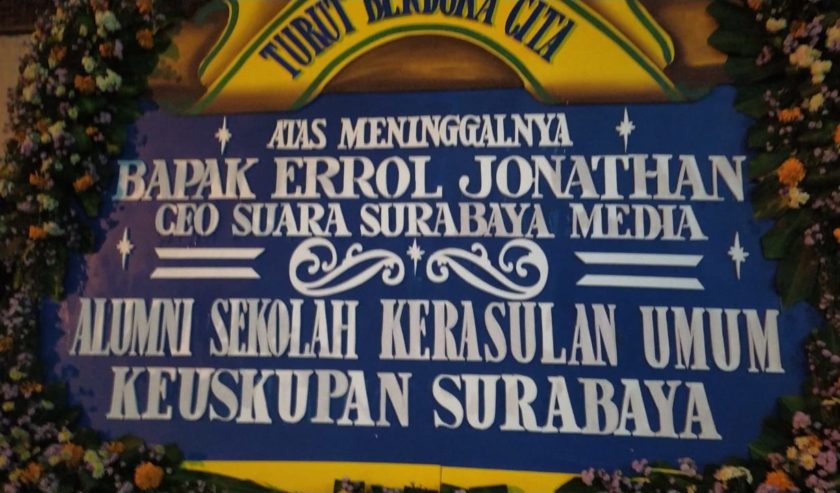 TURUT BERDUKA CITA
ATAS MENINGGALNYA
BAPAK ERROL JONATHAN
CEO SUARA SURABAYA MEDIA
ALUMNI SEKOLAH KERASULAN UMUM
KEUSKUPAN SURABAYA